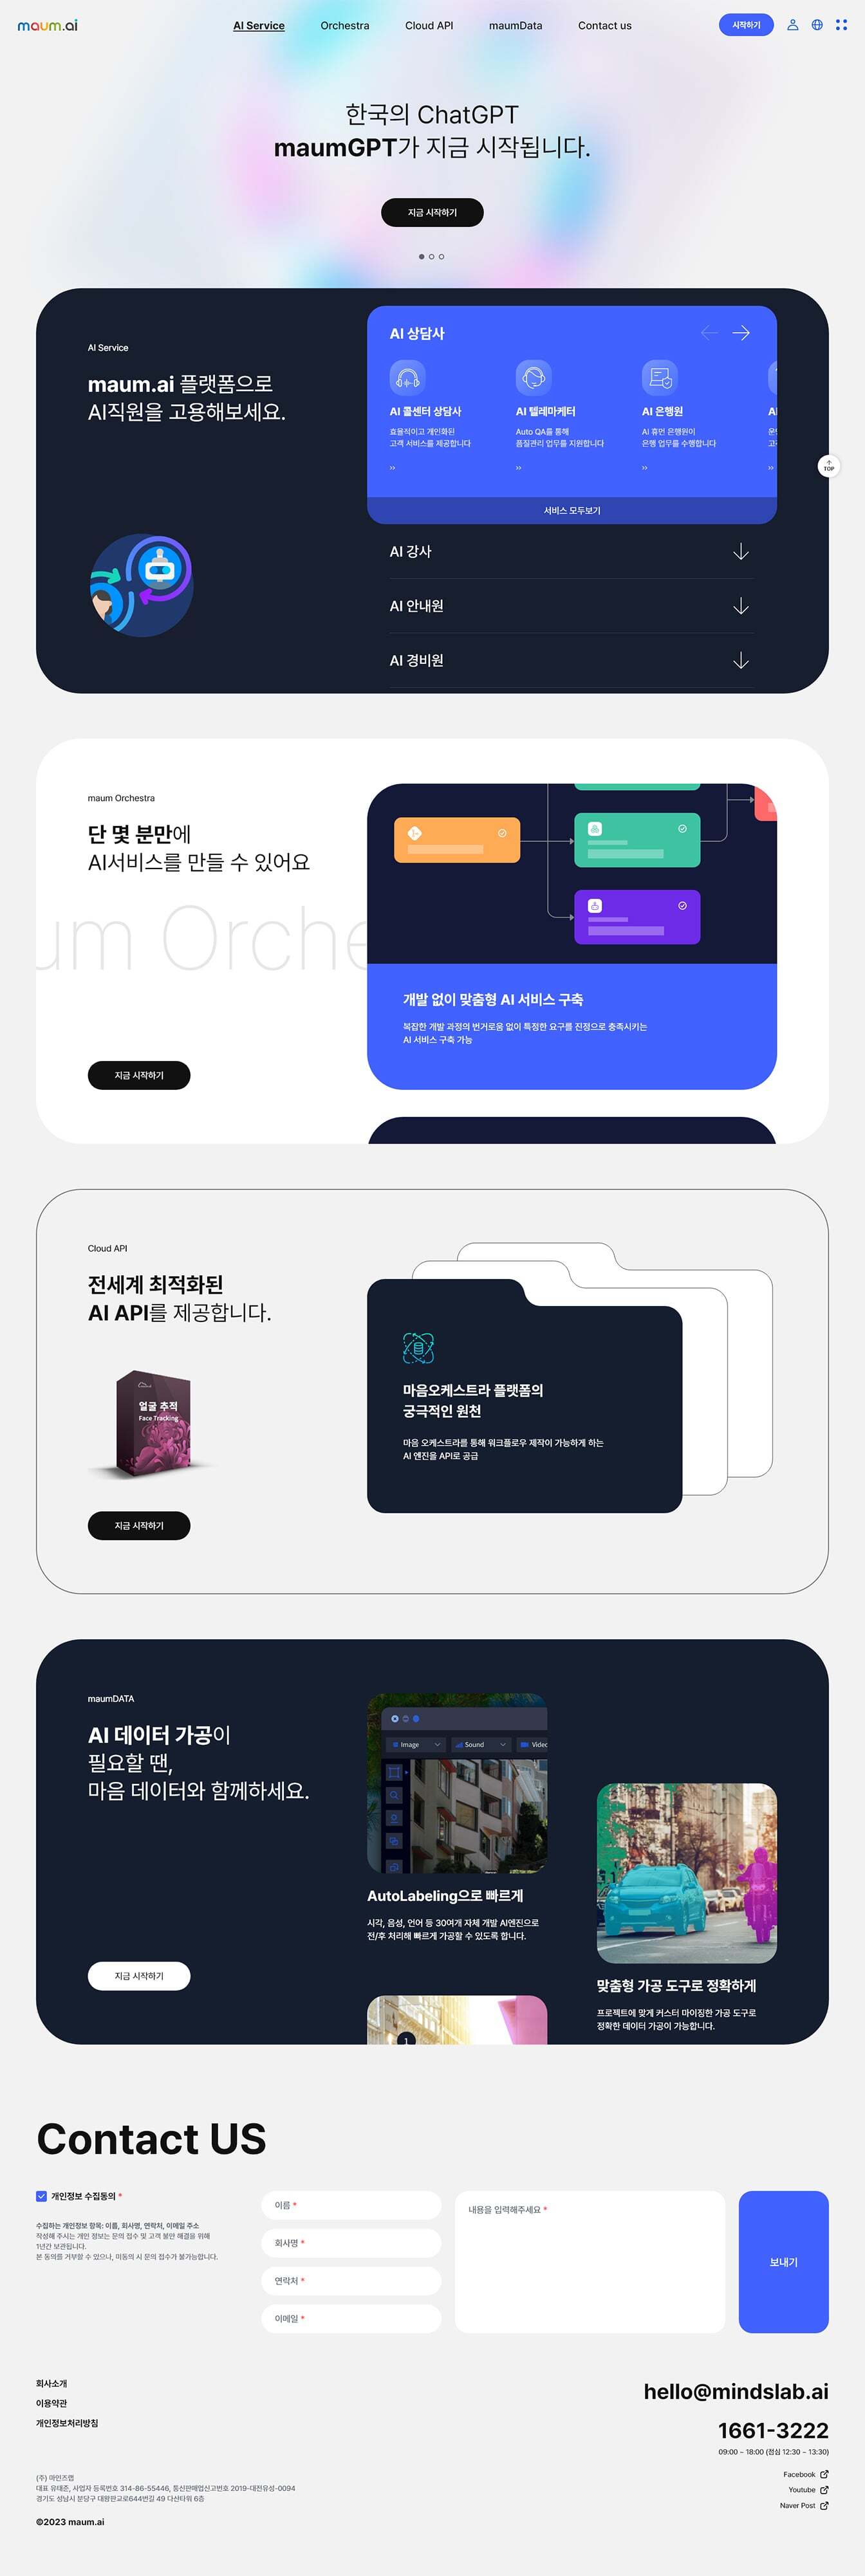 maum.ai
AI Service
Orchestra
Cloud API
maumData
Contact us
시작하기
한국의 ChatGPT
maumGPT가 지금 시작됩니다.
지금 시작하기
AI Service
maum.ai 플랫폼으로
AI직원을 고용해보세요.
AI 상담사
AI 콜센터 상담사
효율적이고 개인화된
고객 서비스를 제공합니다
AI 텔레마케터
Auto QA를 통해
품질관리 업무를 지원합니다
AI 은행원
AI 휴먼 은행원이
은행 업무를 수행합니다
서비스 모두보기
TOP
AI 강사
AI 안내원
AI 경비원
maum Orchestra
단 몇 분만에
AI서비스를 만들 수 있어요
um Orche
개발 없이 맞춤형 AI 서비스 구축
복잡한 개발 과정의 번거로움 없이 특정한 요구를 진정으로 충족시키는
AI 서비스 구축 가능
지금 시작하기
Cloud API
전세계 최적화된
AI API를 제공합니다.
얼굴 추적
Face Tracking
마음오케스트라 플랫폼의
궁극적인 원천
마음 오케스트라를 통해 워크플로우 제작이 가능하게 하는
AI 엔진을 API로 공급
지금 시작하기
maumDATA
AI 데이터 가공이
필요할 땐,
마음 데이터와 함께하세요.
Image
Sound
Videc
AutoLabeling으로 빠르게
시각, 음성, 언어 등 30여개 자체 개발 AI엔진으로
전/후 처리해 빠르게 가공할 수 있도록 합니다.
맞춤형 가공 도구로 정확하게
프로젝트에 맞게 커스터 마이징한 가공 도구로
정확한 데이터 가공이 가능합니다.
지금 시작하기
1
Contact US
개인정보 수집동의 *
수집하는 개인정보 항목: 이름, 회사명, 연락처, 이메일 주소
작성해 주시는 개인 정보는 문의 접수 및 고객 불만 해결을 위해
1년간 보관됩니다.
본 동의를 거부할 수 있으나, 미동의 시 문의 접수가 불가능합니다.
이름 *
회사명 *
연락처 *
이메일 *
내용을 입력해주세요 *
보내기
회사소개
이용약관
개인정보처리방침
hello@mindslab.ai
1661-3222
09:00 ~ 18:00 (점심 12:30 ~ 13:30)
Facebook
Youtube
Naver Post
(주) 마인즈랩
대표 유태준, 사업자 등록번호 314-86-55446, 통신판매업신고번호 2019-대전유성-0094
경기도 성남시 분당구 대왕판교로644번길 49 다산타워 6층
©2023 maum.ai